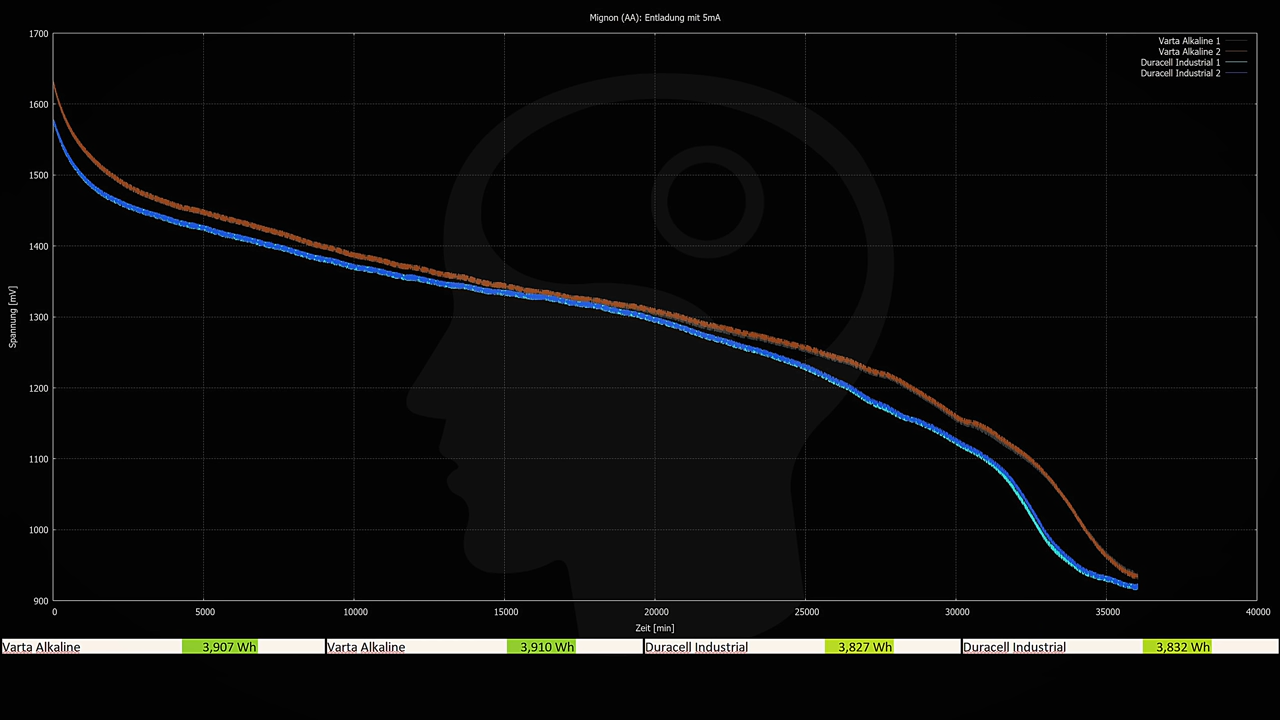 Mignon (AA): Entladung mit 5mA
1700
1600
1500
1400
1300
1200
1100
1000
900
Spannung [mV]
Varta Alkaline 1
Varta Alkaline 2
Duracell Industrial 1
Duracell Industrial 2
0 5000 10000 15000 20000 25000 30000 35000 40000
Zeit [min]
Varta Alkaline 3,907 Wh Varta Alkaline 3,910 Wh Duracell Industrial 3,827 Wh Duracell Industrial 3,832 Wh